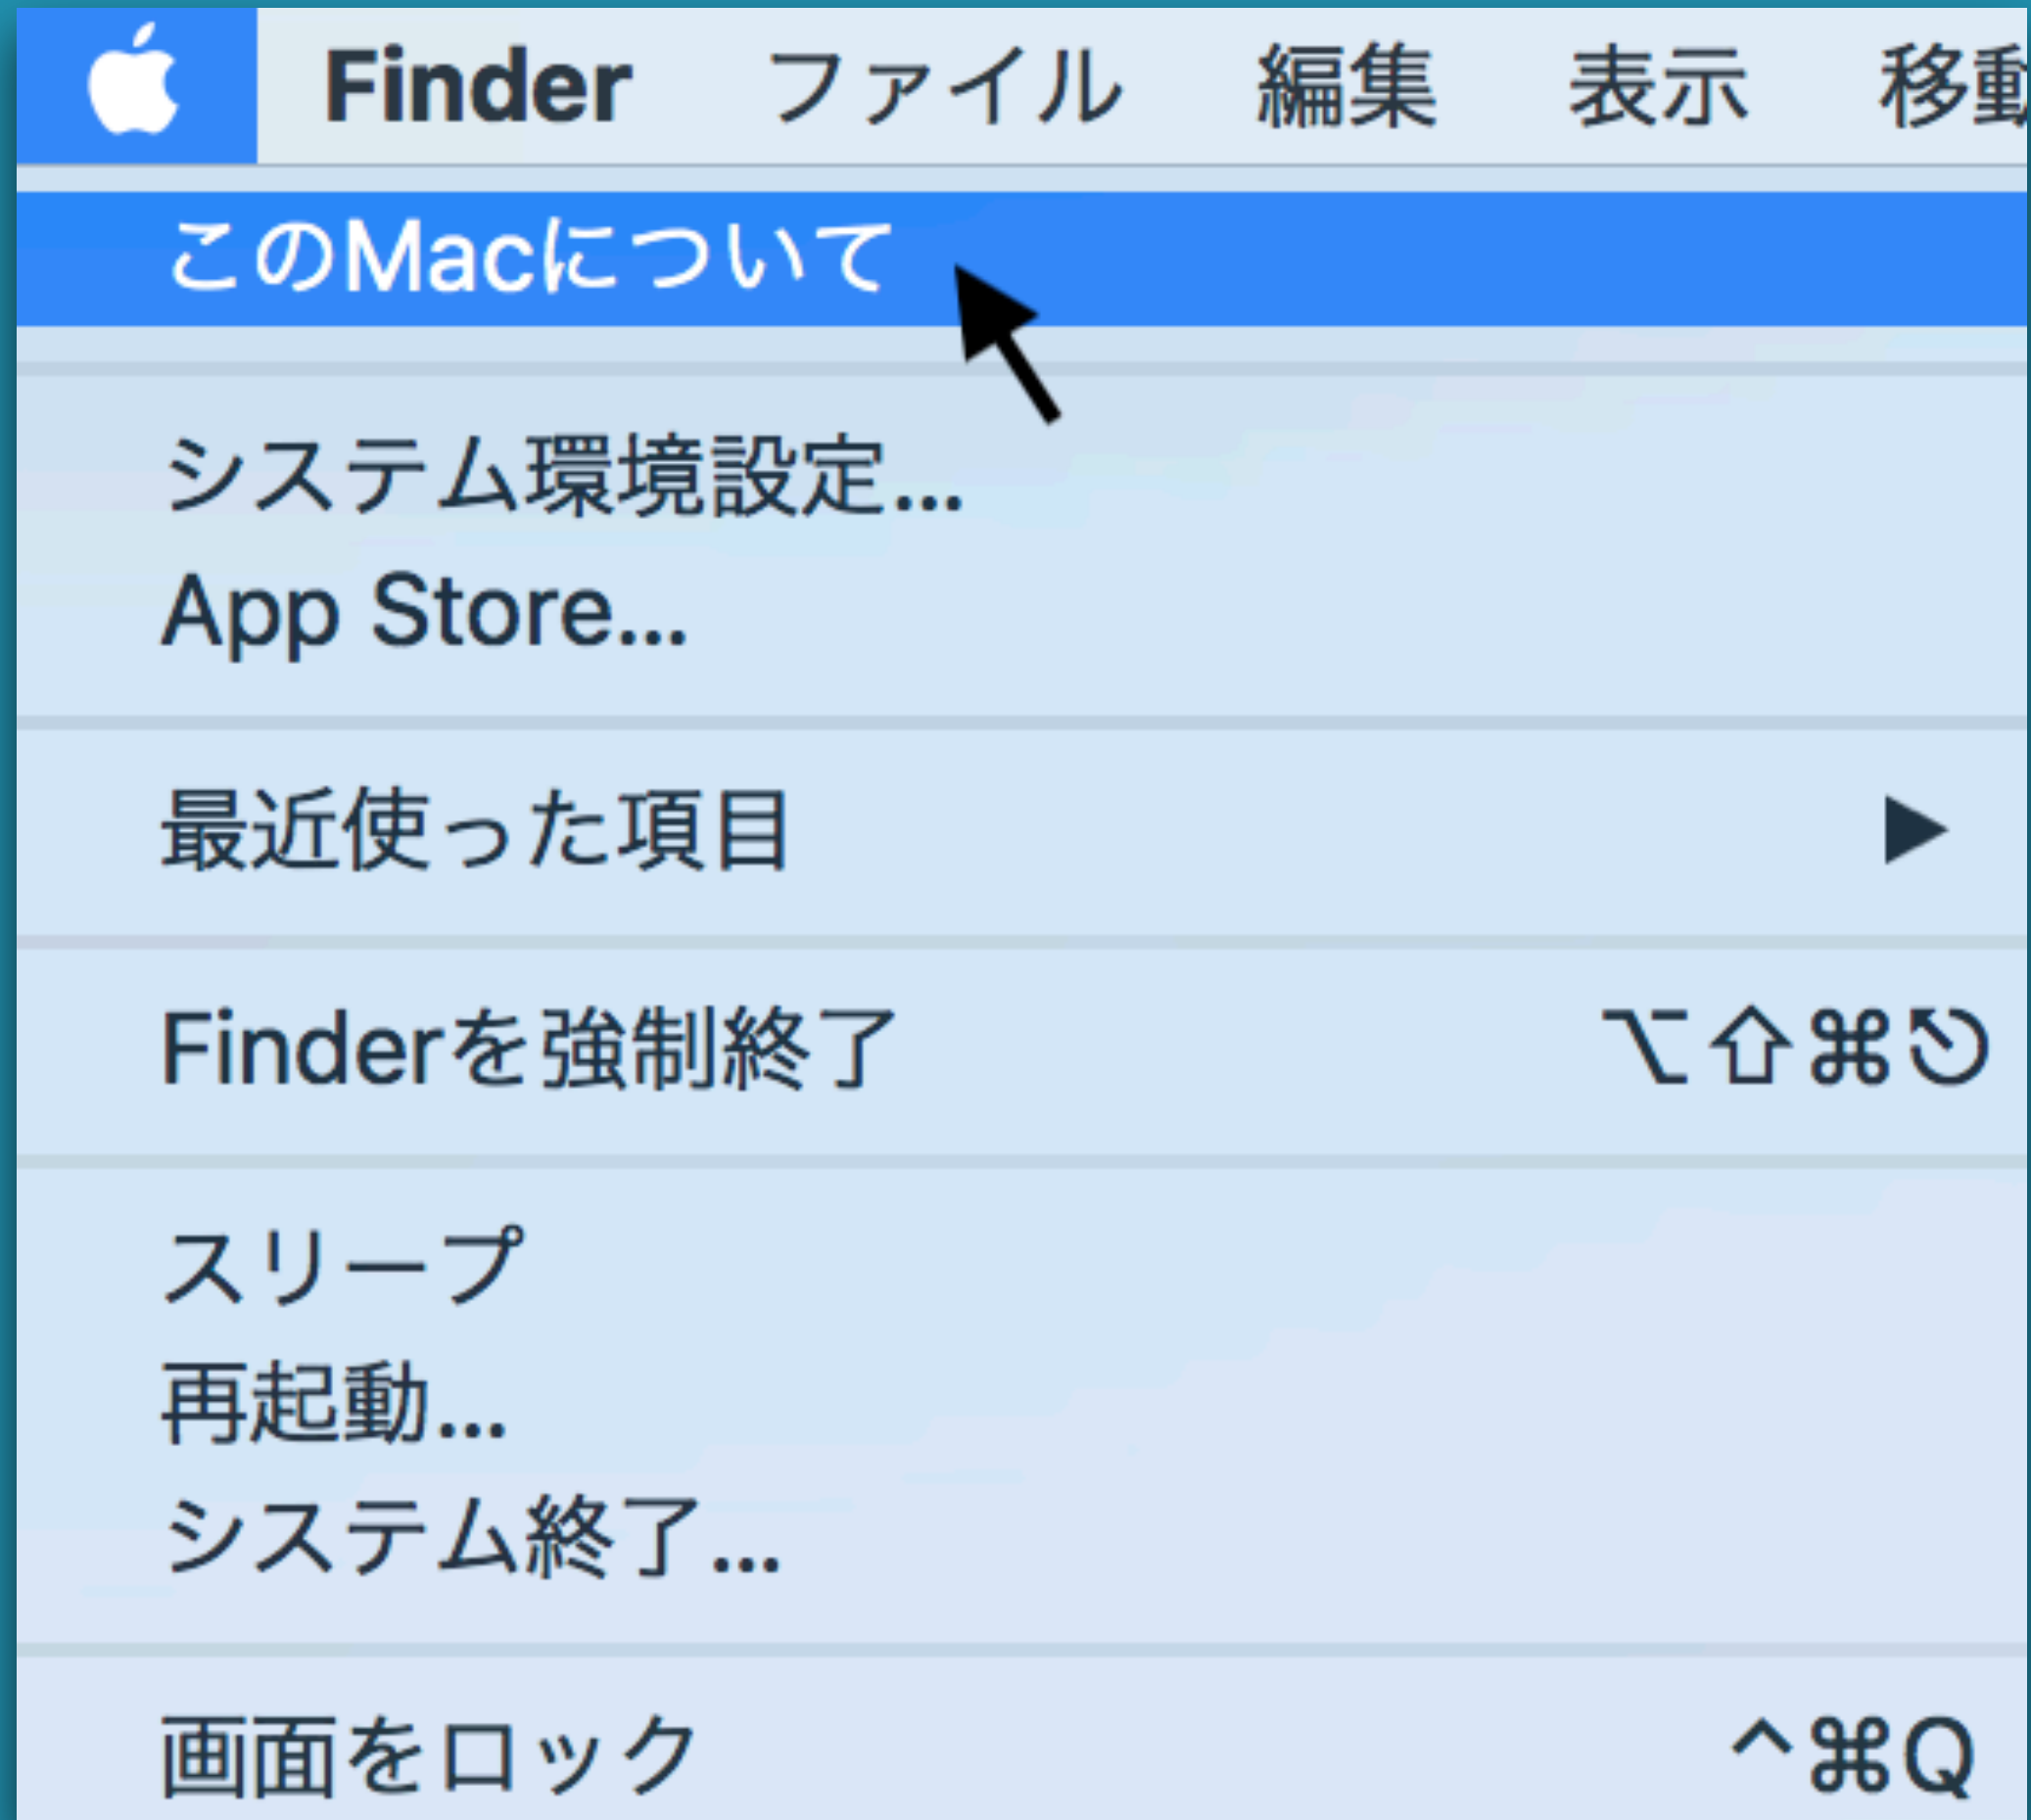 Finder ファイル 編集 表示 移動
このMacについて
システム環境設定...
App Store...
最近使った項目 ▶
Finderを強制終了 ⌥⇧⌘⎋
スリープ
再起動...
システム終了...
画面をロック ^⌘Q